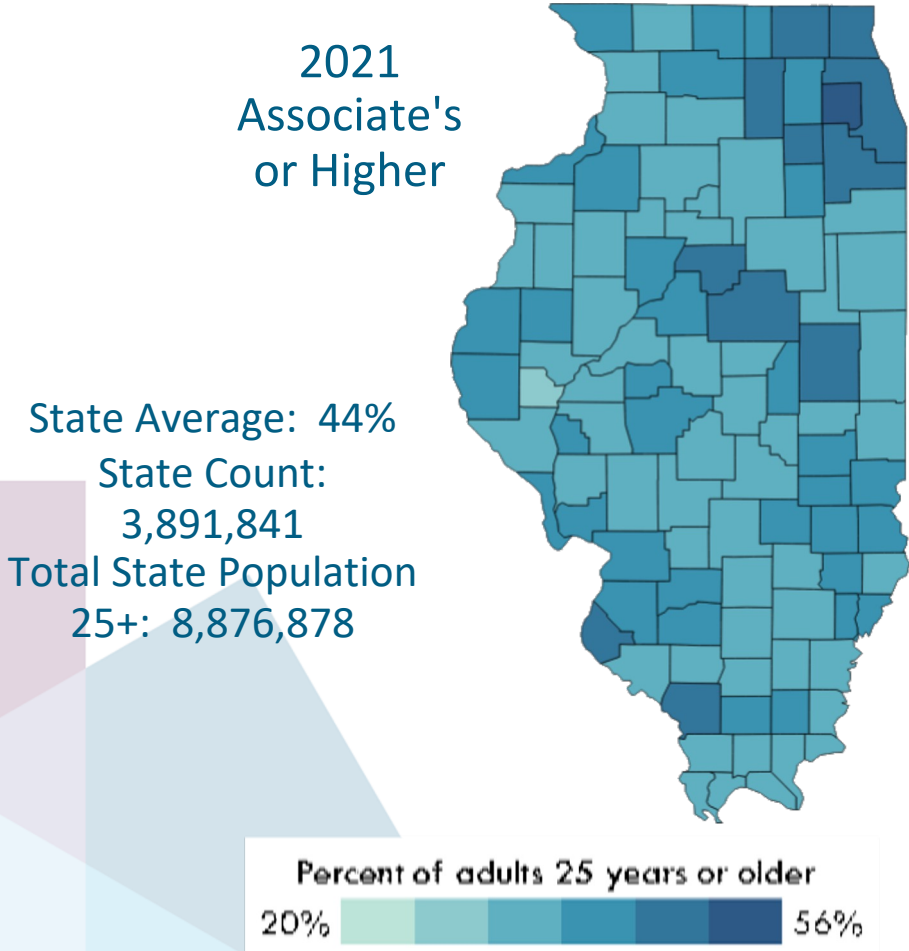 2021
Associate's
or Higher
State Average: 44%
State Count:
3,891,841
Total State Population
25+: 8,876,878
Percent of adults 25 years or older
20%
56%